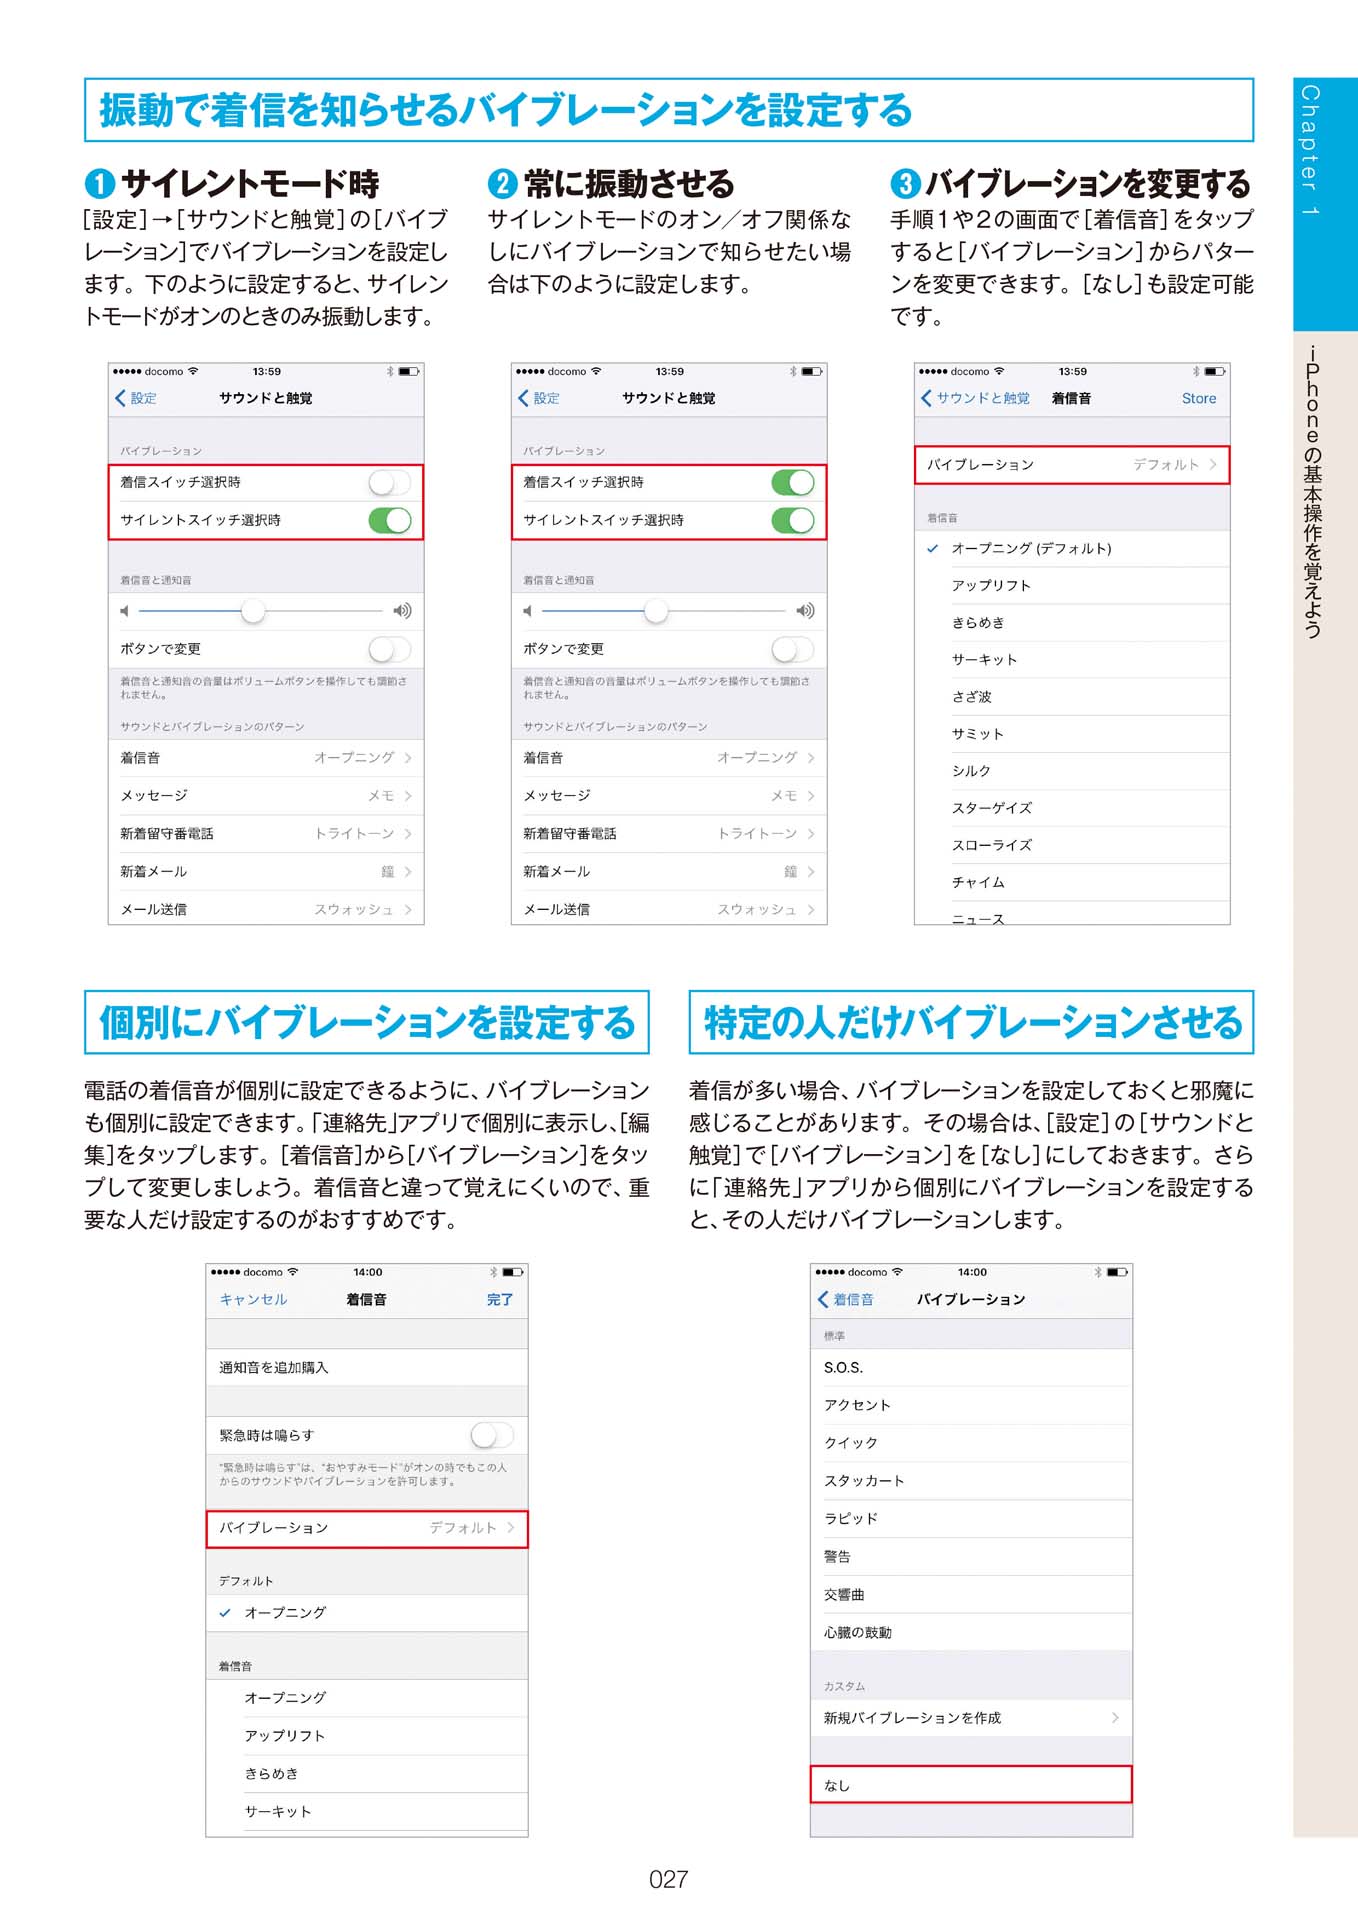 振動で着信を知らせるバイブレーションを設定する
Chapter 1
iPhoneの基本操作を覚えよう
❶サイレントモード時
[設定]→[サウンドと触覚]の[バイブ
レーション]でバイブレーションを設定し
ます。下のように設定すると、サイレン
トモードがオンのときのみ振動します。
❷常に振動させる
サイレントモードのオン／オフ関係な
しにバイブレーションで知らせたい場
合は下のように設定します。
❸バイブレーションを変更する
手順1や2の画面で[着信音]をタップ
すると[バイブレーション]からパター
ンを変更できます。[なし]も設定可能
です。
●●●●● docomo 13:59
設定 サウンドと触覚
バイブレーション
着信スイッチ選択時
サイレントスイッチ選択時
着信音と通知音
ボタンで変更
着信音と通知音の音量はボリュームボタンを操作しても調節さ
れません。
サウンドとバイブレーションのパターン
着信音 オープニング
メッセージ メモ
新着留守番電話 トライトーン
新着メール 鐘
メール送信 スウォッシュ
●●●●● docomo 13:59
設定 サウンドと触覚
バイブレーション
着信スイッチ選択時
サイレントスイッチ選択時
着信音と通知音
ボタンで変更
着信音と通知音の音量はボリュームボタンを操作しても調節さ
れません。
サウンドとバイブレーションのパターン
着信音 オープニング
メッセージ メモ
新着留守番電話 トライトーン
新着メール 鐘
メール送信 スウォッシュ
●●●●● docomo 13:59
サウンドと触覚 着信音 Store
バイブレーション デフォルト
着信音
オープニング (デフォルト)
アップリフト
きらめき
サーキット
さざ波
サミット
シルク
スターゲイズ
スローライズ
チャイム
ニュース
個別にバイブレーションを設定する
電話の着信音が個別に設定できるように、バイブレーション
も個別に設定できます。「連絡先」アプリで個別に表示し、[編
集]をタップします。[着信音]から[バイブレーション]をタッ
プして変更しましょう。着信音と違って覚えにくいので、重
要な人だけ設定するのがおすすめです。
●●●●● docomo 14:00
キャンセル 着信音 完了
通知音を追加購入
緊急時は鳴らす
“緊急時は鳴らす”は、“おやすみモード”がオンの時でもこの人
からのサウンドやバイブレーションを許可します。
バイブレーション デフォルト
デフォルト
オープニング
着信音
オープニング
アップリフト
きらめき
サーキット
特定の人だけバイブレーションさせる
着信が多い場合、バイブレーションを設定しておくと邪魔に
感じることがあります。その場合は、[設定]の[サウンドと
触覚]で[バイブレーション]を[なし]にしておきます。さら
に「連絡先」アプリから個別にバイブレーションを設定する
と、その人だけバイブレーションします。
●●●●● docomo 14:00
着信音 バイブレーション
標準
S.O.S.
アクセント
クイック
スタッカート
ラピッド
警告
交響曲
心臓の鼓動
カスタム
新規バイブレーションを作成
なし
027